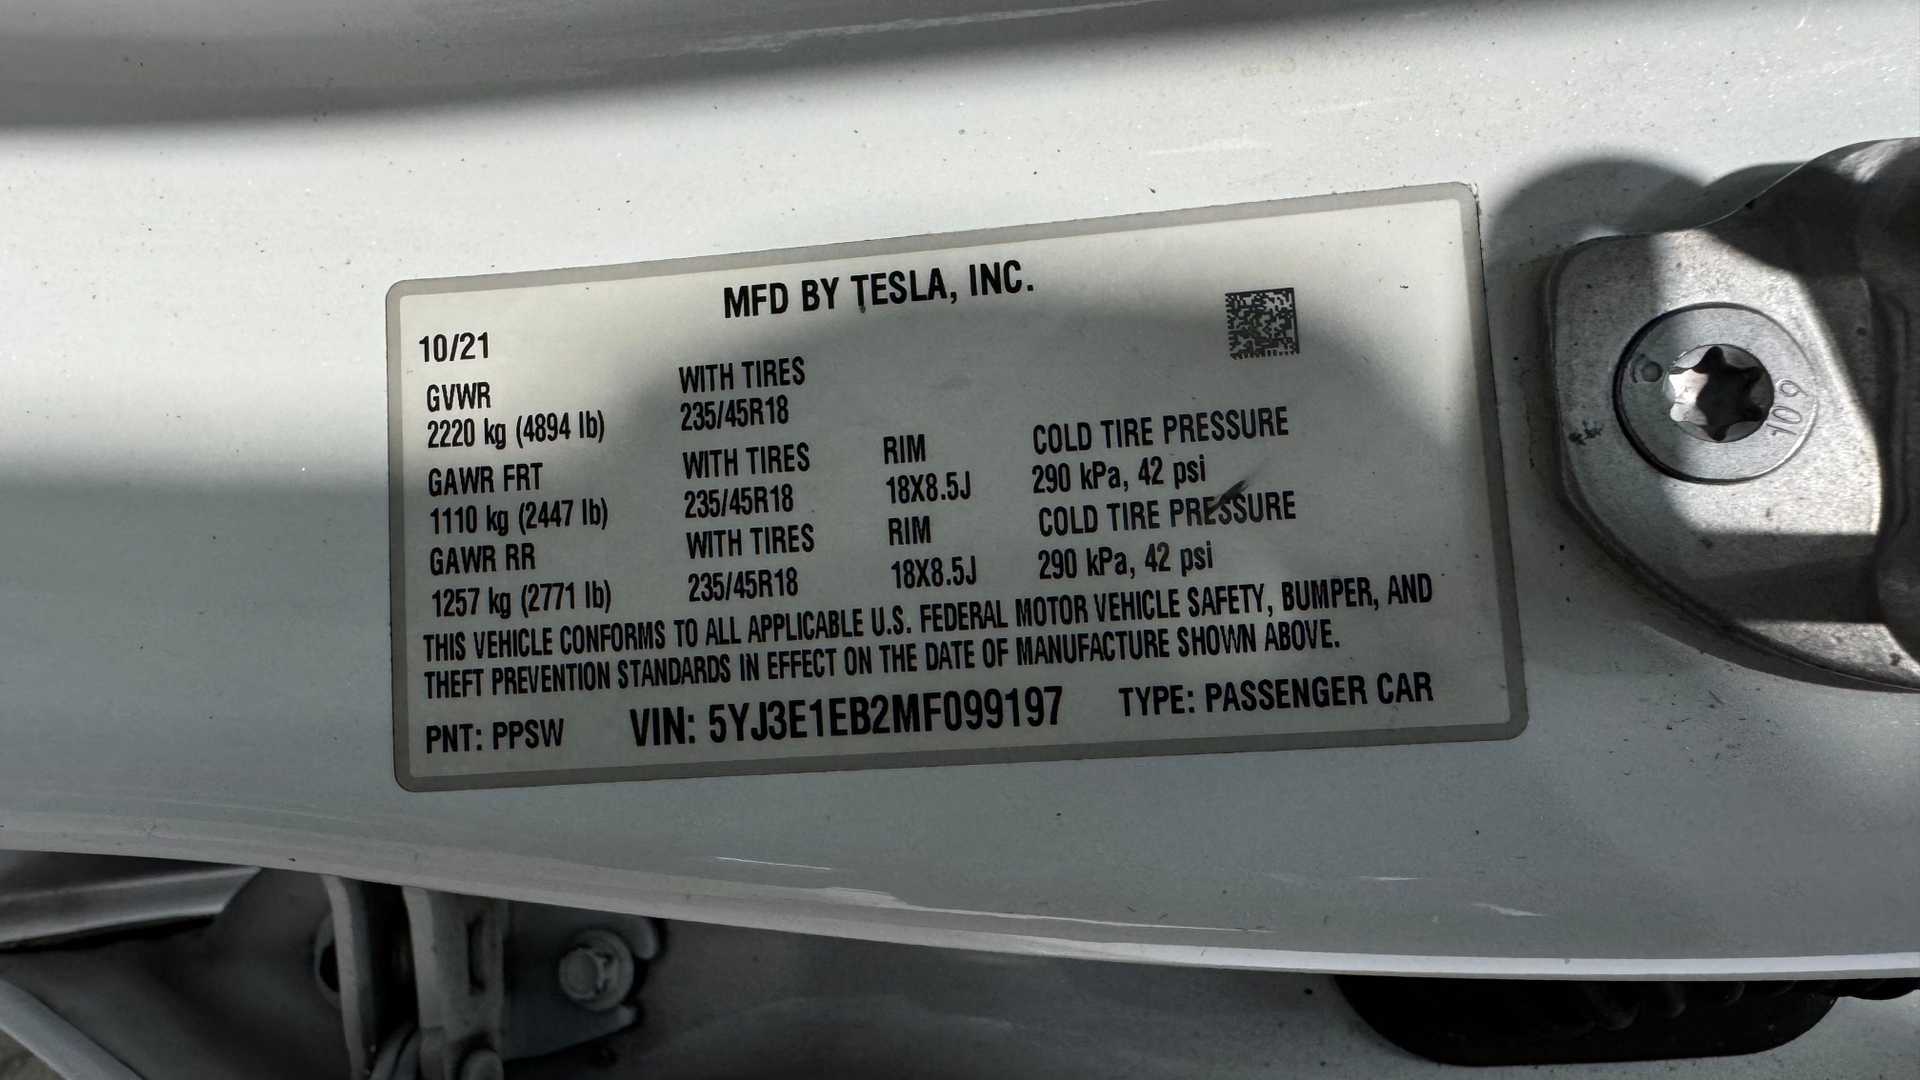 MFD BY TESLA, INC.
10/21
GVWR WITH TIRES
2220 kg (4894 lb) 235/45R18
GAWR FRT WITH TIRES RIM COLD TIRE PRESSURE
1110 kg (2447 lb) 235/45R18 18X8.5J 290 kPa, 42 psi
GAWR RR WITH TIRES RIM COLD TIRE PRESSURE
1257 kg (2771 lb) 235/45R18 18X8.5J 290 kPa, 42 psi
THIS VEHICLE CONFORMS TO ALL APPLICABLE U.S. FEDERAL MOTOR VEHICLE SAFETY, BUMPER, AND
THEFT PREVENTION STANDARDS IN EFFECT ON THE DATE OF MANUFACTURE SHOWN ABOVE.
PNT: PPSW VIN: 5YJ3E1EB2MF099197 TYPE: PASSENGER CAR
10.9